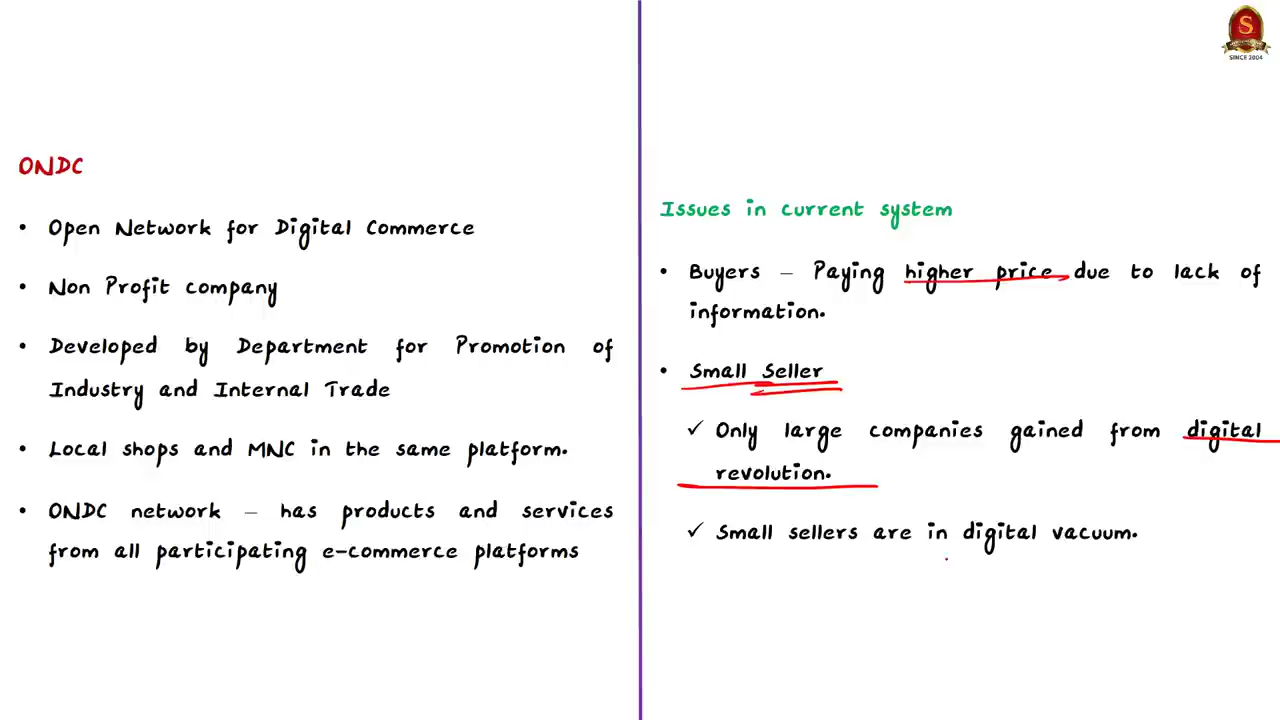 ONDC
• Open Network for Digital Commerce
• Non Profit company
• Developed by Department for Promotion of
Industry and Internal Trade
• Local shops and MNC in the same platform.
• ONDC network – has products and services
from all participating e-commerce platforms
S
SINCE 2004
Issues in current system
• Buyers – Paying higher price due to lack of
information.
• Small Seller
✓ Only large companies gained from digital
revolution.
✓ Small sellers are in digital vacuum.